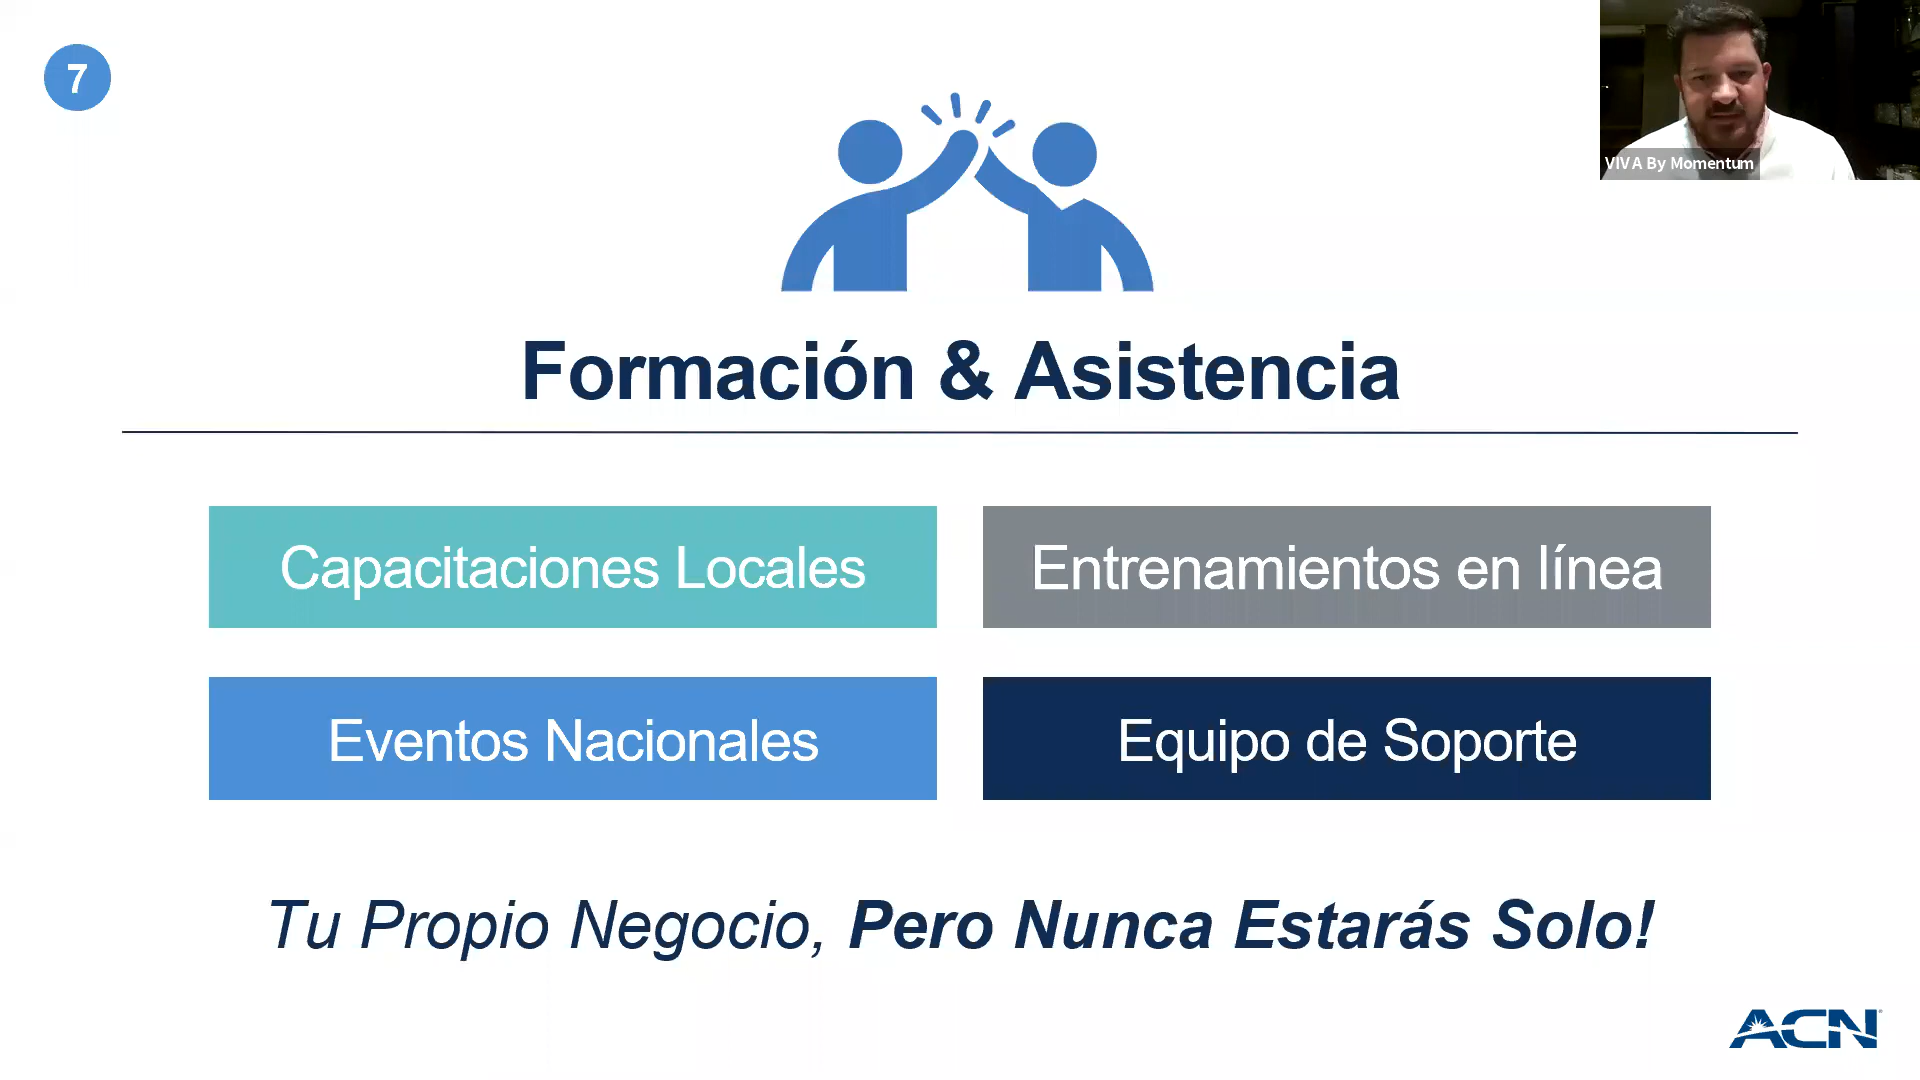 7
VIVA By Momentum
Formación & Asistencia
Capacitaciones Locales
Entrenamientos en línea
Eventos Nacionales
Equipo de Soporte
Tu Propio Negocio, Pero Nunca Estarás Solo!
ACN